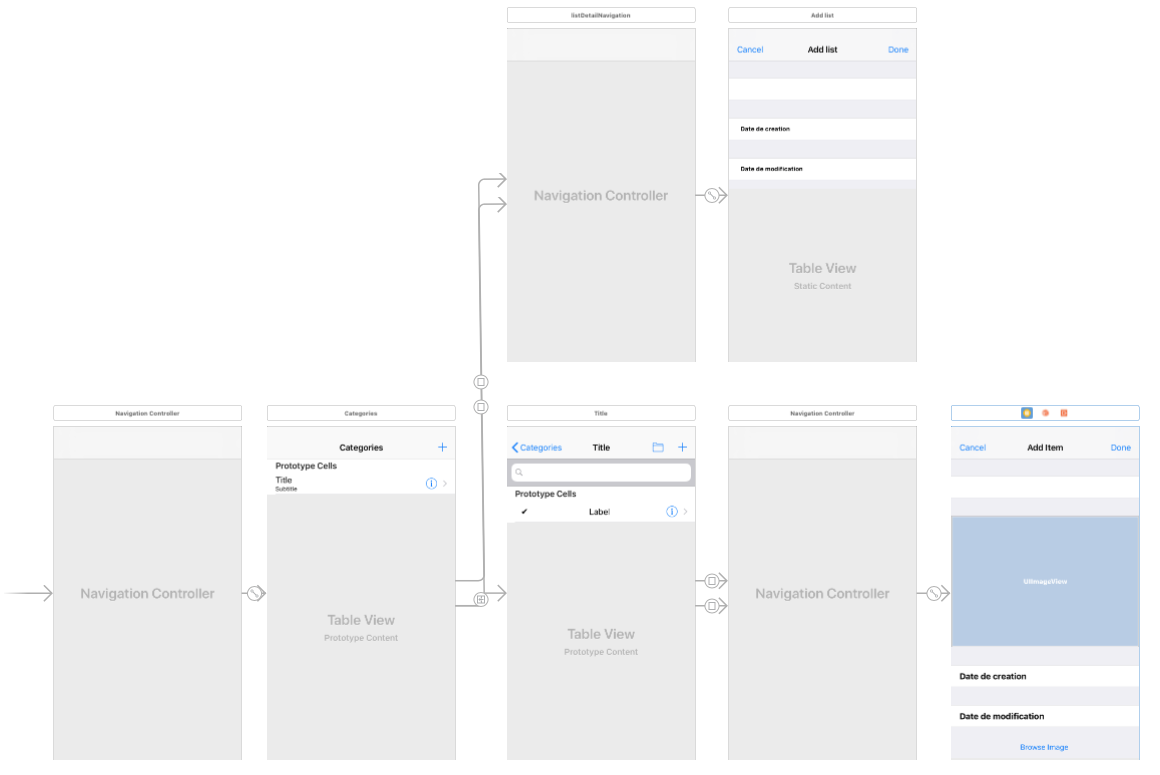 listDetailNavigation
Add list
Cancel Add list Done
Date de creation
Date de modification
Navigation Controller
Table View
Static Content
Navigation Controller
Categories
Title
Navigation Controller
Categories +
Prototype Cells
Title
Subtitle
Categories Title +
Prototype Cells
✓ Label
Cancel Add Item Done
UIImageView
Navigation Controller
Table View
Prototype Content
Table View
Prototype Content
Navigation Controller
Date de creation
Date de modification
Browse Image